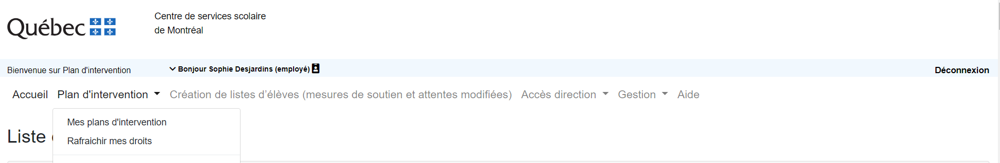 Québec
Centre de services scolaire
de Montréal
Bienvenue sur Plan d'intervention
Bonjour Sophie Desjardins (employé)
Déconnexion
Accueil Plan d'intervention Création de listes d’élèves (mesures de soutien et attentes modifiées) Accès direction Gestion Aide
Mes plans d'intervention
Liste
Rafraichir mes droits